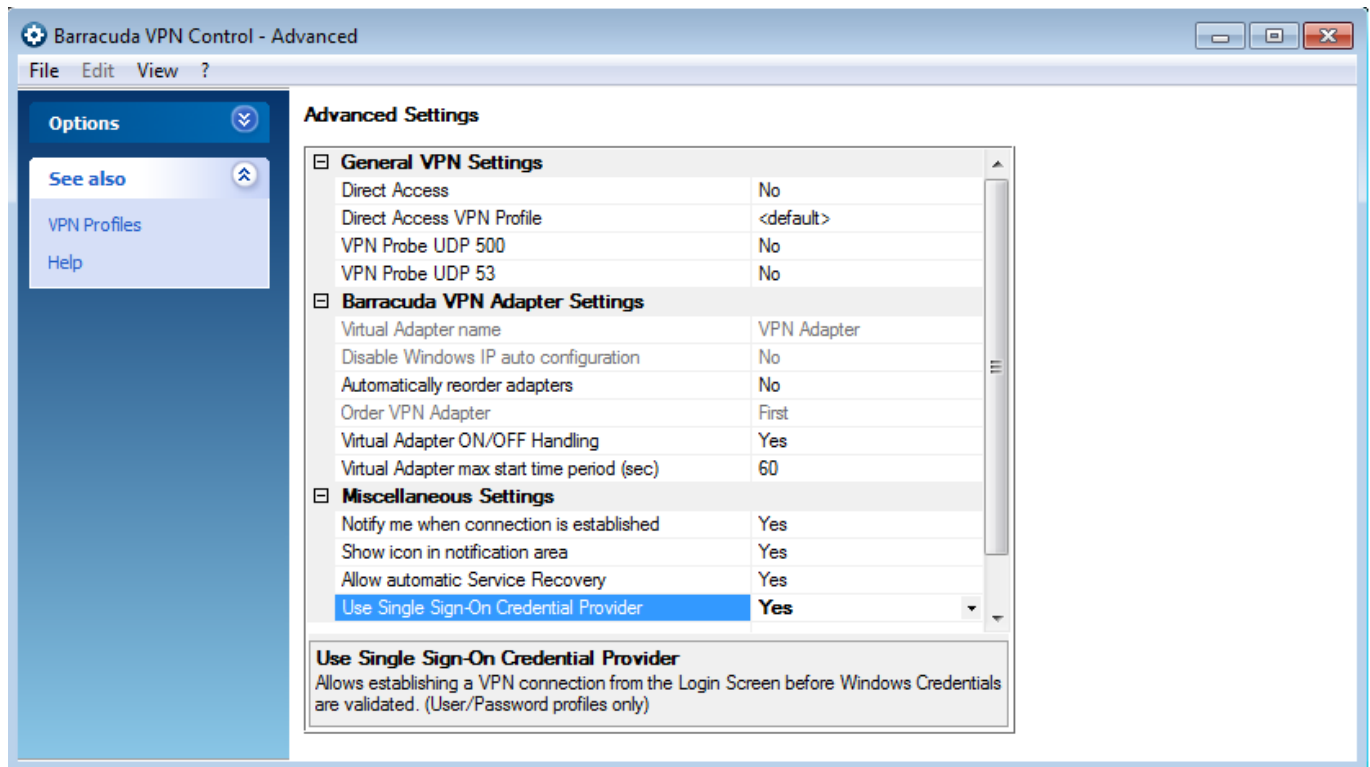 Barracuda VPN Control - Advanced
File Edit View ?
Options
See also
VPN Profiles
Help
Advanced Settings
General VPN Settings
Direct Access No
Direct Access VPN Profile <default>
VPN Probe UDP 500 No
VPN Probe UDP 53 No
Barracuda VPN Adapter Settings
Virtual Adapter name VPN Adapter
Disable Windows IP auto configuration No
Automatically reorder adapters No
Order VPN Adapter First
Virtual Adapter ON/OFF Handling Yes
Virtual Adapter max start time period (sec) 60
Miscellaneous Settings
Notify me when connection is established Yes
Show icon in notification area Yes
Allow automatic Service Recovery Yes
Use Single Sign-On Credential Provider Yes
Use Single Sign-On Credential Provider
Allows establishing a VPN connection from the Login Screen before Windows Credentials
are validated. (User/Password profiles only)